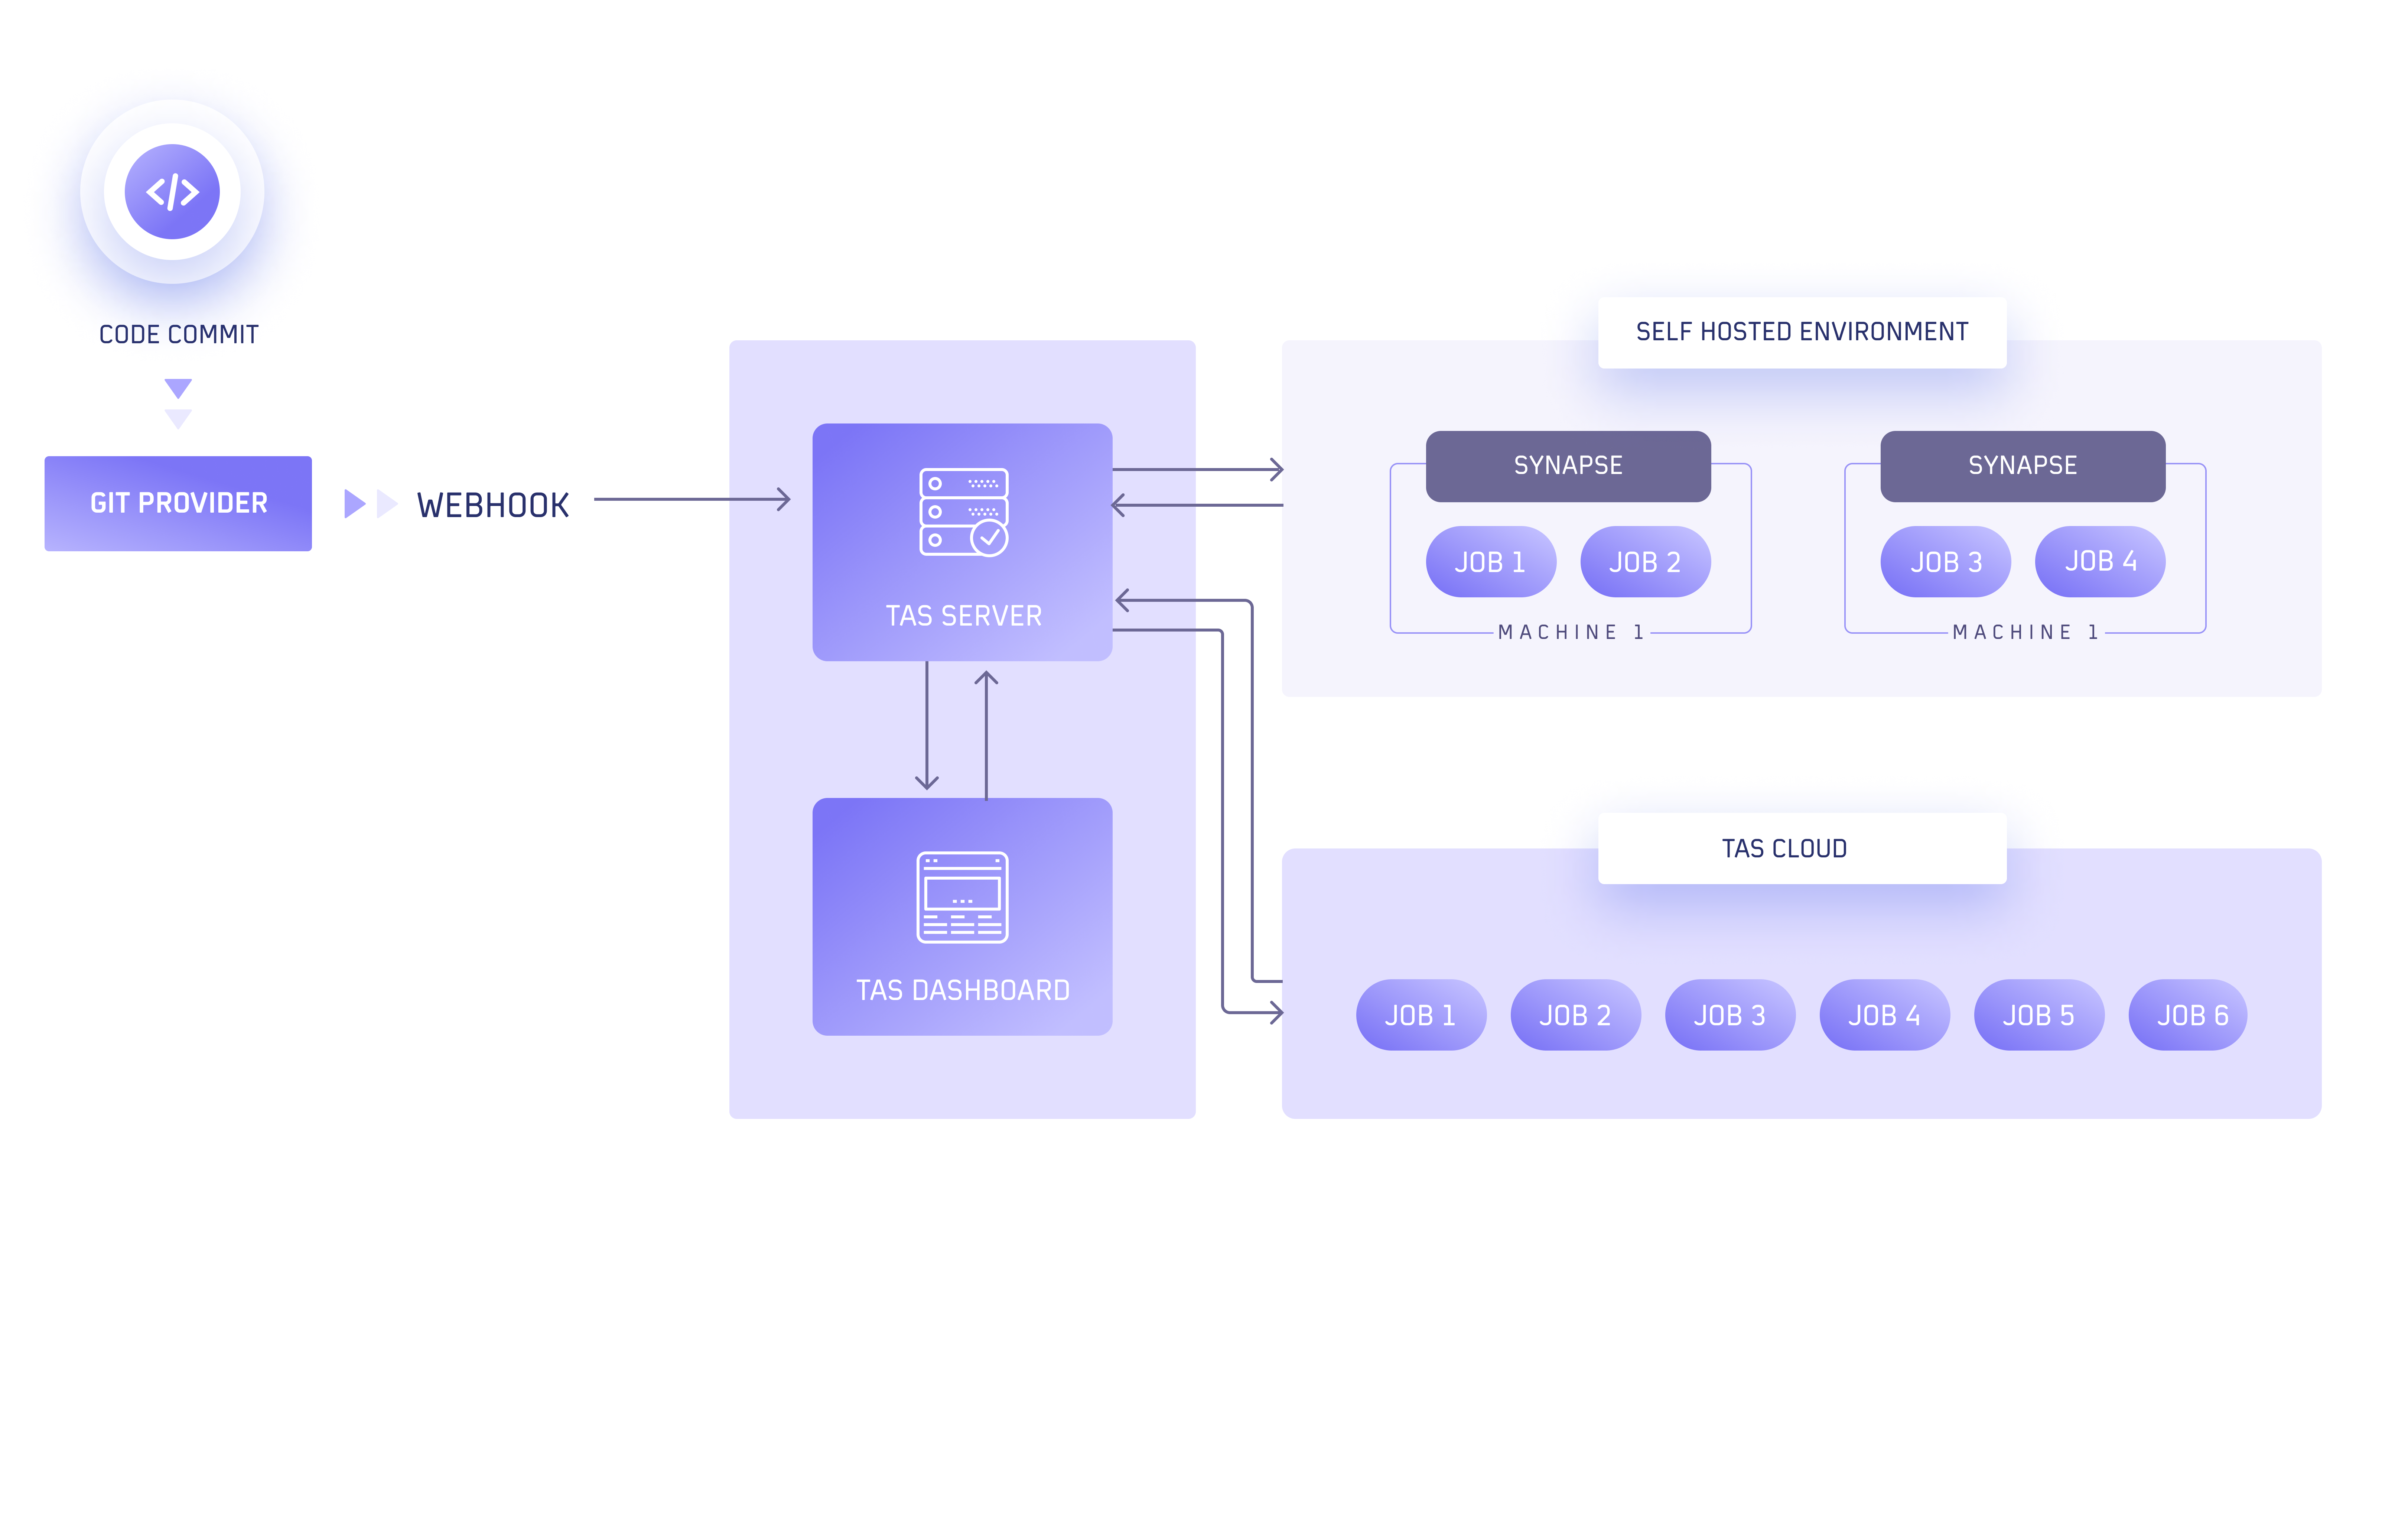 CODE COMMIT
GIT PROVIDER
WEBHOOK
TAS SERVER
TAS DASHBOARD
SELF HOSTED ENVIRONMENT
SYNAPSE
JOB 1
JOB 2
MACHINE 1
SYNAPSE
JOB 3
JOB 4
MACHINE 1
TAS CLOUD
JOB 1
JOB 2
JOB 3
JOB 4
JOB 5
JOB 6